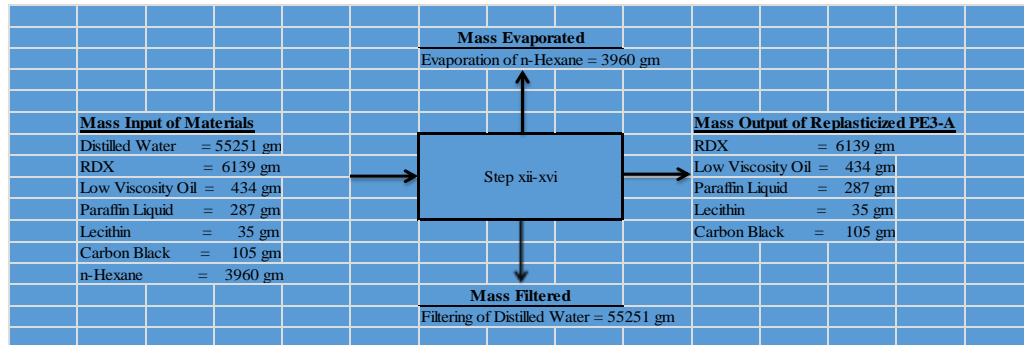 Mass Evaporated
Evaporation of n-Hexane = 3960 gm
Mass Input of Materials
Distilled Water = 55251 gm
RDX = 6139 gm
Low Viscosity Oil = 434 gm
Paraffin Liquid = 287 gm
Lecithin = 35 gm
Carbon Black = 105 gm
n-Hexane = 3960 gm
Step xii-xvi
Mass Output of Replasticized PE3-A
RDX = 6139 gm
Low Viscosity Oil = 434 gm
Paraffin Liquid = 287 gm
Lecithin = 35 gm
Carbon Black = 105 gm
Mass Filtered
Filtering of Distilled Water = 55251 gm